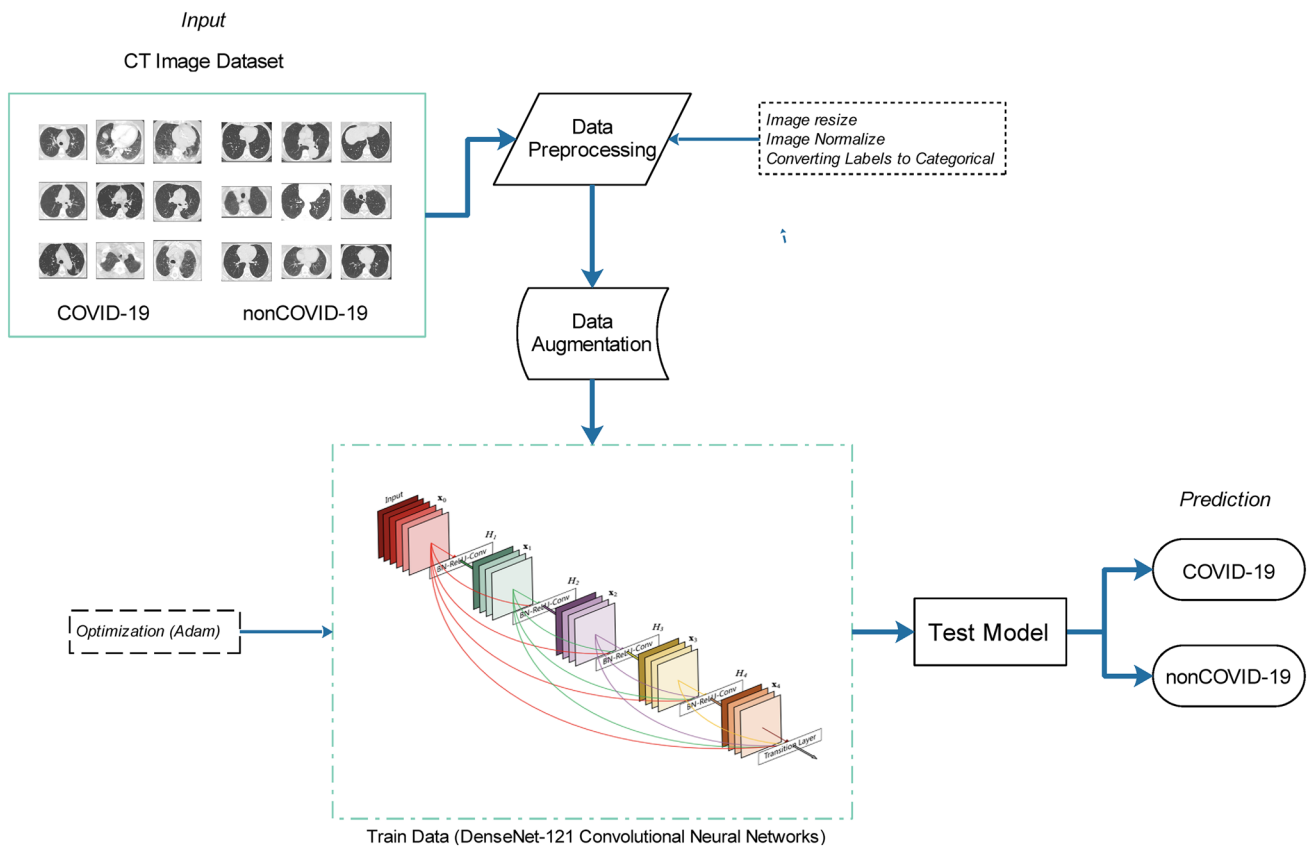 Input
CT Image Dataset
COVID-19
nonCOVID-19
Data
Preprocessing
Image resize
Image Normalize
Converting Labels to Categorical
Data
Augmentation
Optimization (Adam)
Input
x0
H1
BN-ReLU-Conv
x1
H2
BN-ReLU-Conv
x2
H3
BN-ReLU-Conv
x3
H4
BN-ReLU-Conv
x4
Transition Layer
Train Data (DenseNet-121 Convolutional Neural Networks)
Test Model
Prediction
COVID-19
nonCOVID-19